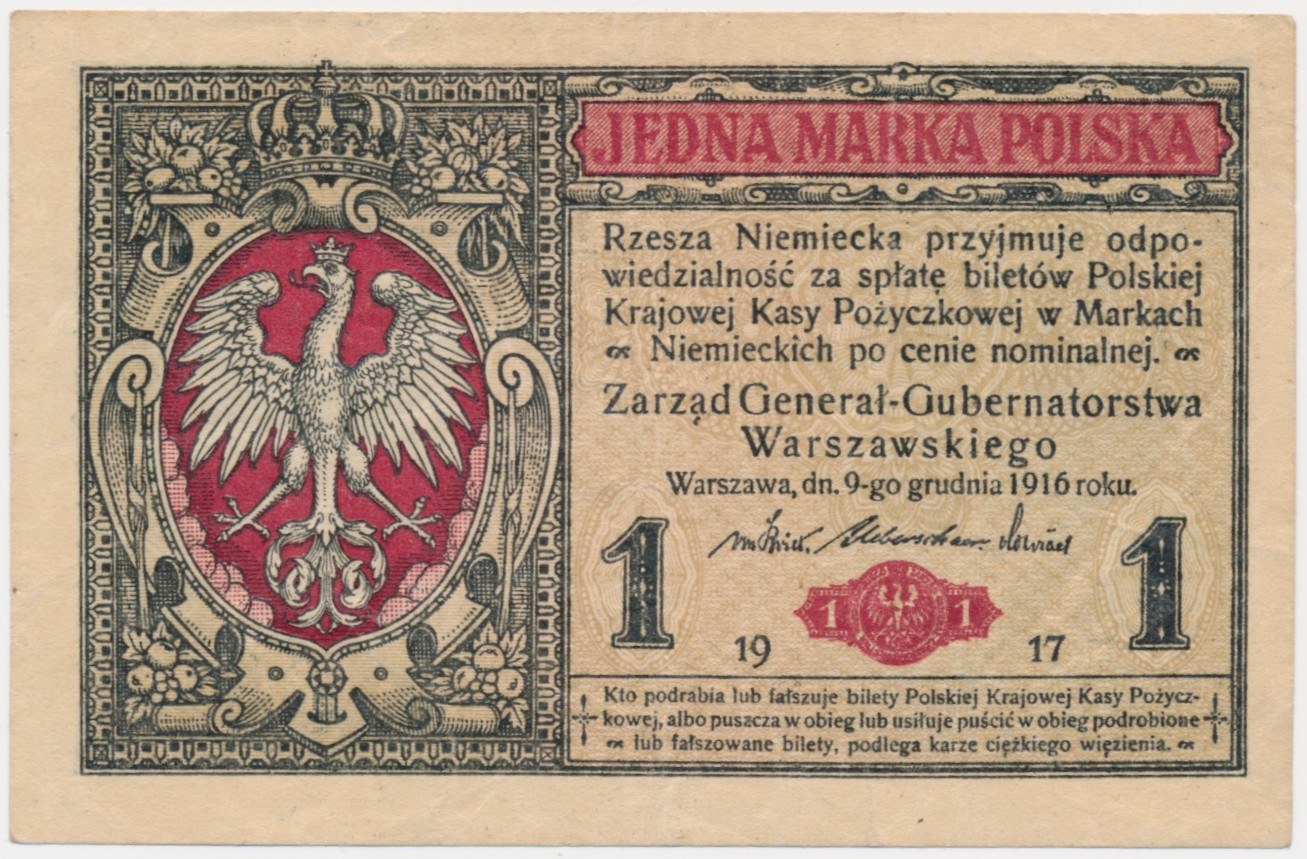 JEDNA MARKA POLSKA
Rzesza Niemiecka przyjmuje odpo-
wiedzialność za spłatę biletów Polskiej
Krajowej Kasy Pożyczkowej w Markach
Niemieckich po cenie nominalnej.
Zarząd Generał-Gubernatorstwa
Warszawskiego
Warszawa, dn. 9-go grudnia 1916 roku.
1 1 1 1
19 17
Kto podrabia lub fałszuje bilety Polskiej Krajowej Kasy Pożycz-
kowej, albo puszcza w obieg lub usiłuje puścić w obieg podrobione
lub fałszowane bilety, podlega karze ciężkiego więzienia.